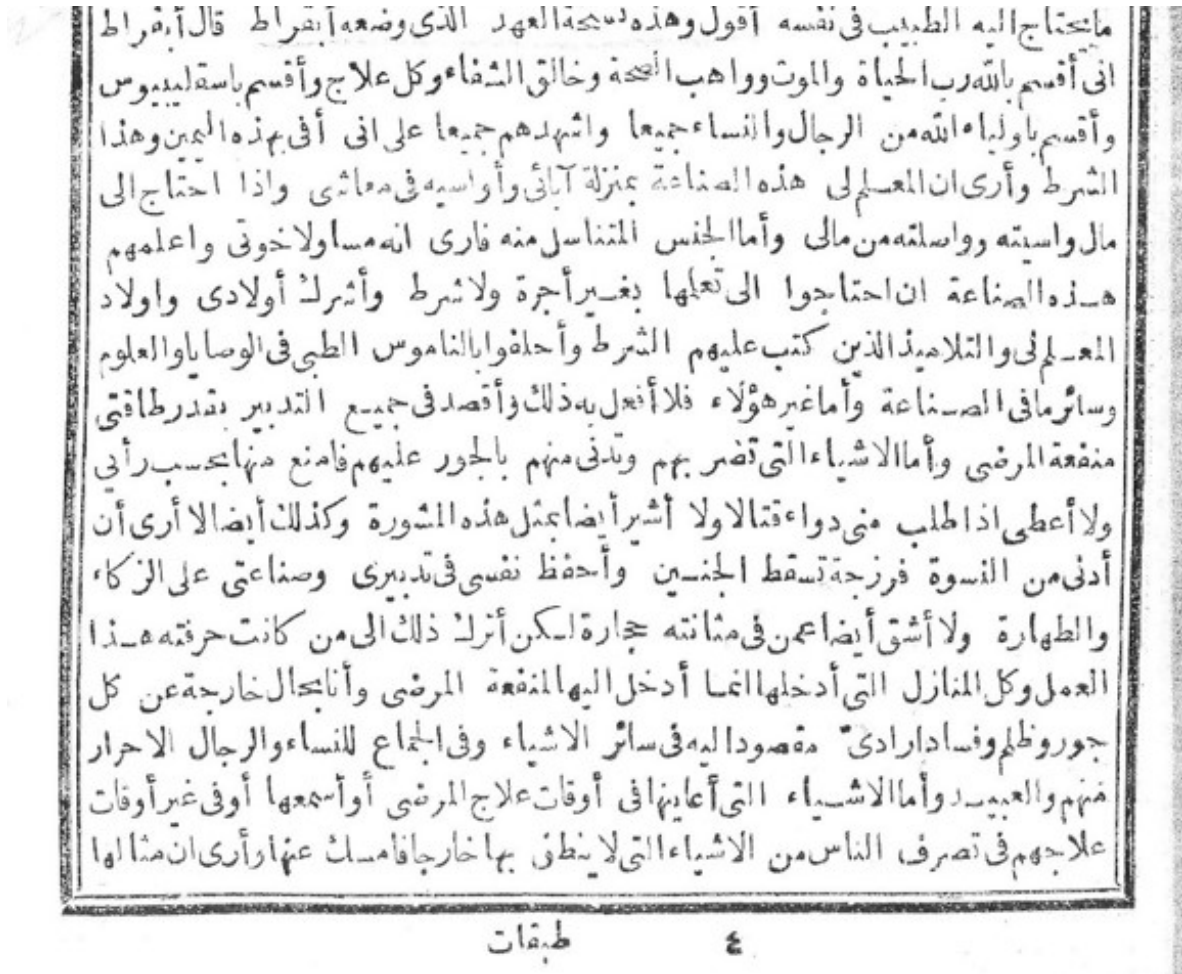 ما يحتاج اليه الطبيب فى نفسه أقول وهذه نسخة العهد الذى وضعه أبقراط قال أبقراط
انى أقسم بالله رب الحياة والموت وواهب الصحة وخالق الشفاء وكل علاج وأقسم باسقليبيوس
وأقسم باولياء الله من الرجال والنساء جميعا واشهدهم جميعا على انى أفى بهذه اليمين وهذا
الشرط وأرى ان المعلم لى هذه الصناعة بمنزلة آبائى وأواسيه فى معاشى واذا احتاج الى
مال واسيته وواصلته من مالى وأما الجنس المتناسل منه فارى انه مساو لاخوتى واعلمهم
هذه الصناعة ان احتاجوا الى تعلمها بغير أجرة ولا شرط وأشرك أولادى واولاد
المعلم لى والتلاميذ الذين كتب عليهم الشرط وأحلفوا بالناموس الطبى فى الوصايا والعلوم
وسائر ما فى الصناعة وأما غير هؤلاء فلا أفعل به ذلك وأقصد فى جميع التدبير بقدر طاقتى
منفعة المرضى وأما الاشياء التى تضر بهم وتدنى منهم بالجور عليهم فامنع منها بحسب رأيى
ولا أعطى اذا طلب منى دواء قتالا ولا أشير أيضا بمثل هذه المشورة وكذلك أيضا لا أرى أن
أدنى من النسوة فرزجة تسقط الجنين وأحفظ نفسى فى تدبيرى وصناعتى على الزكاء
والطهارة ولا أشق أيضا عمن فى مثانته حجارة لكن أترك ذلك الى من كانت حرفته هذا
العمل وكل المنازل التى أدخلها انما أدخل اليها لمنفعة المرضى وأنا بحال خارجة عن كل
جور وظلم وفساد ارادى مقصود اليه فى سائر الاشياء وفى الجماع للنساء والرجال الاحرار
منهم والعبيد وأما الاشياء التى أعاينها فى أوقات علاج المرضى أو أسمعها أو فى غير أوقات
علاجهم فى تصرف الناس من الاشياء التى لا ينطق بها خارجا فامسك عنها وأرى ان مثالها
٤ طبقات